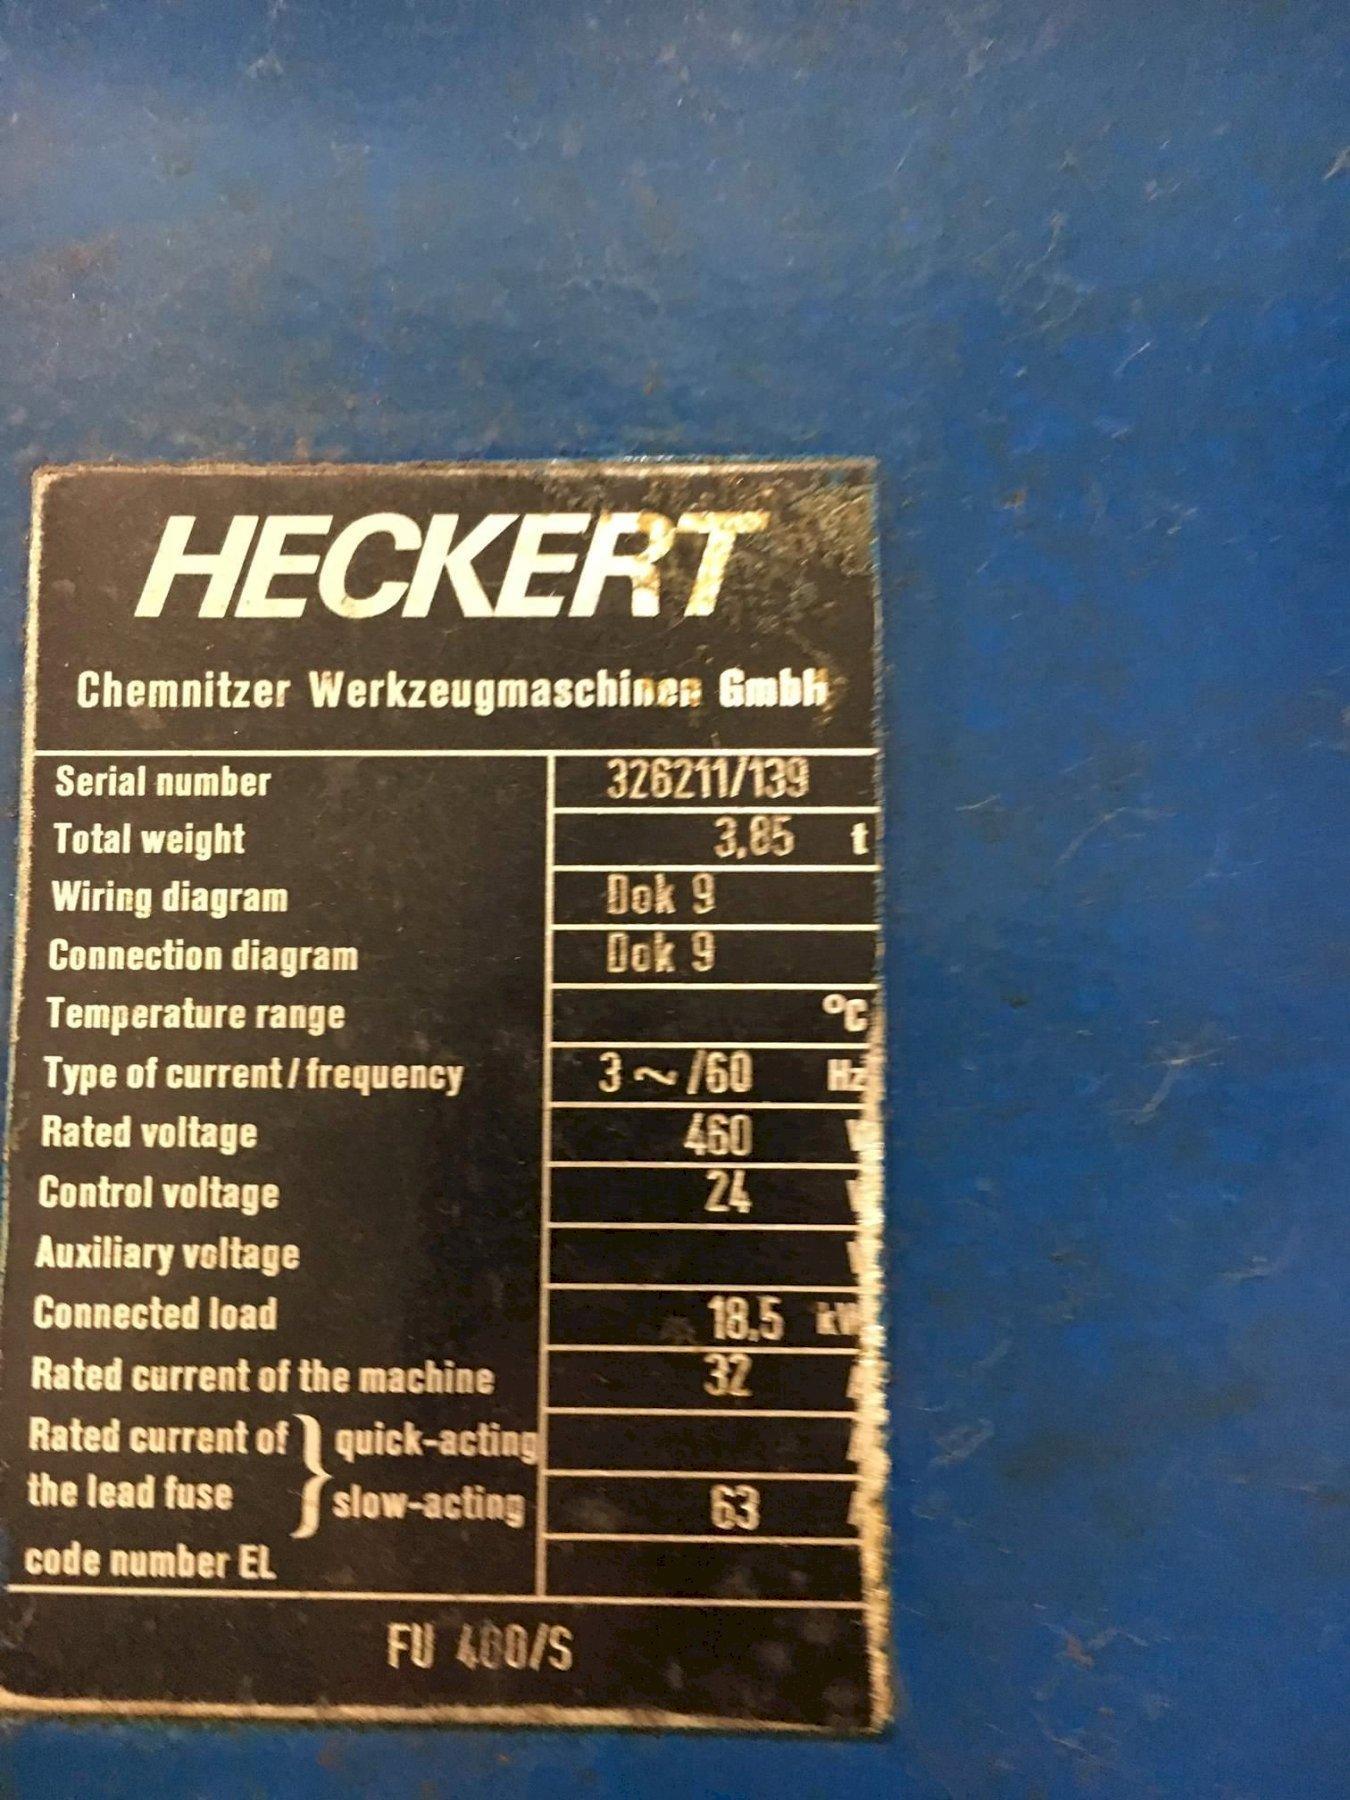 HECKERT
Chemnitzer Werkzeugmaschinen GmbH
Serial number 326211/139
Total weight 3,85 t
Wiring diagram Dok 9
Connection diagram Dok 9
Temperature range °C
Type of current/frequency 3 ~ /60 Hz
Rated voltage 460 V
Control voltage 24 V
Auxiliary voltage V
Connected load 18,5 kW
Rated current of the machine 32 A
Rated current of } quick-acting A
the lead fuse slow-acting 63 A
code number EL
FU 400/S